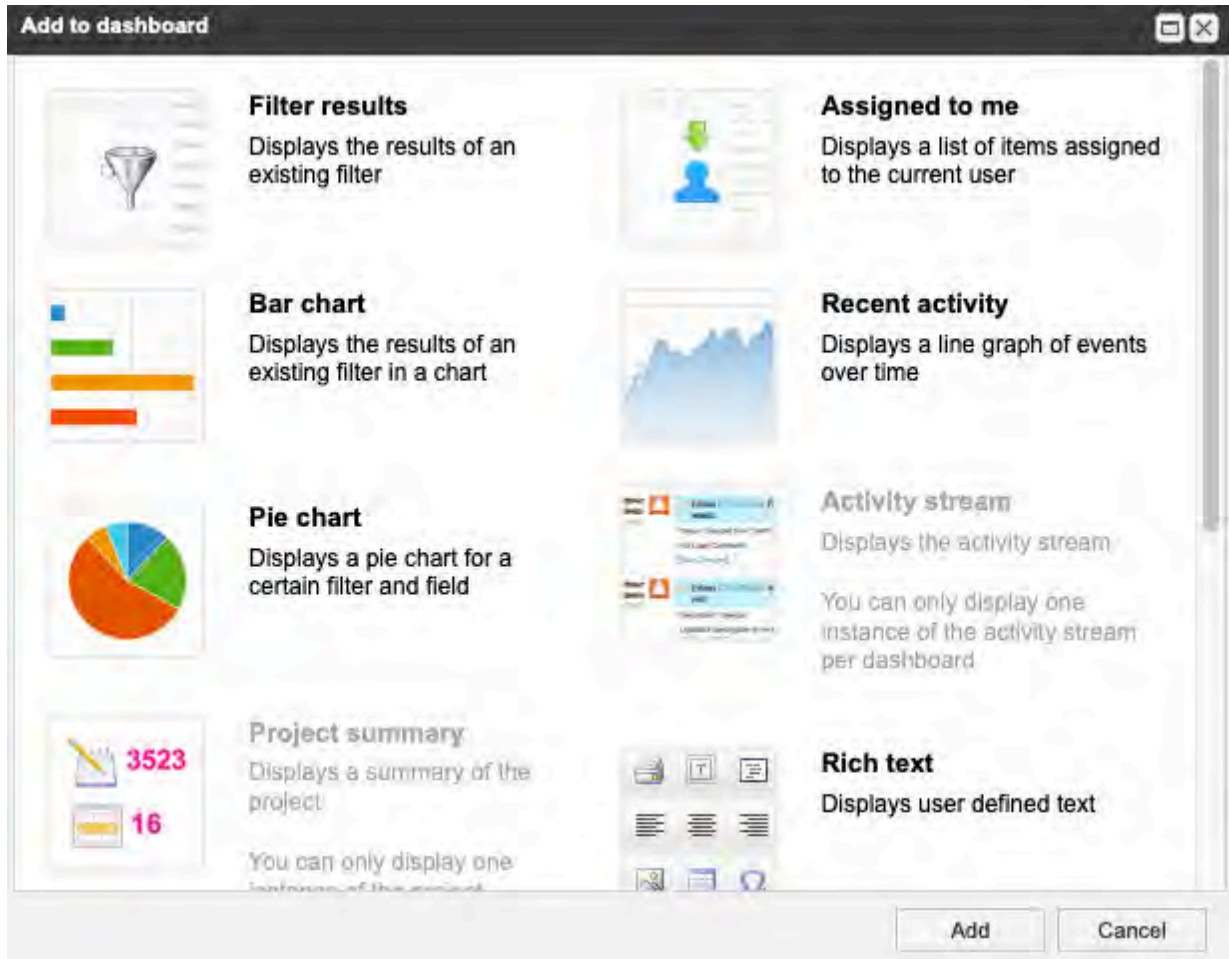 Add to dashboard
Filter results
Displays the results of an
existing filter
Assigned to me
Displays a list of items assigned
to the current user
Bar chart
Displays the results of an
existing filter in a chart
Recent activity
Displays a line graph of events
over time
Pie chart
Displays a pie chart for a
certain filter and field
Activity stream
Displays the activity stream
You can only display one
instance of the activity stream
per dashboard
3523
16
Project summary
Displays a summary of the
project
You can only display one
instance of the project
Rich text
Displays user defined text
T
Add
Cancel